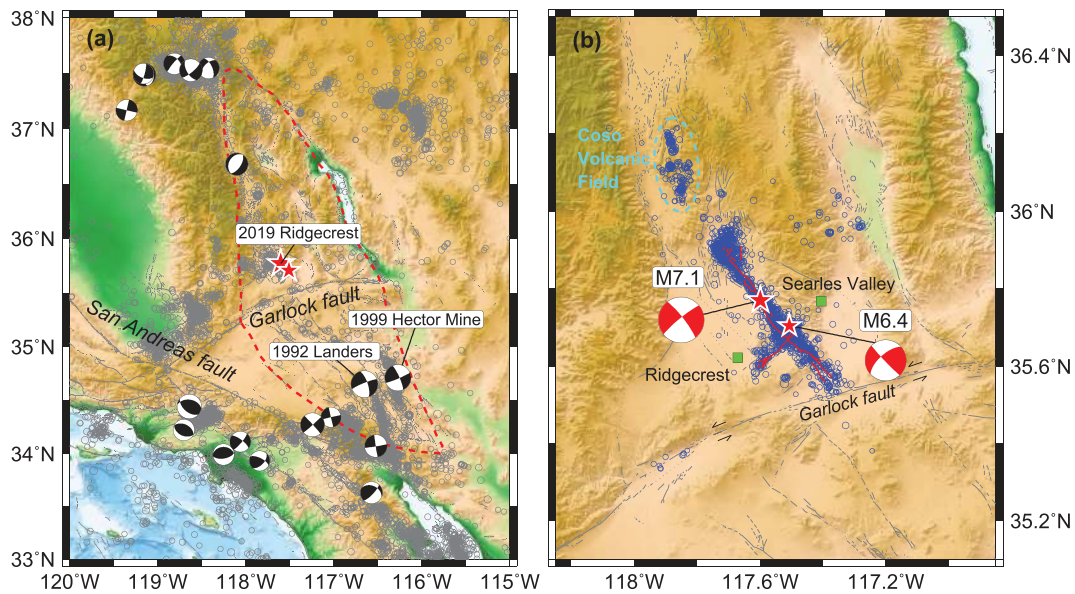 (a)
38°N
37°N
36°N
35°N
34°N
33°N
120°W
119°W
118°W
117°W
116°W
115°W
2019 Ridgecrest
Garlock fault
San Andreas fault
1999 Hector Mine
1992 Landers
(b)
36.4°N
36°N
35.6°N
35.2°N
118°W
117.6°W
117.2°W
Coso
Volcanic
Field
M7.1
Searles Valley
M6.4
Ridgecrest
Garlock fault